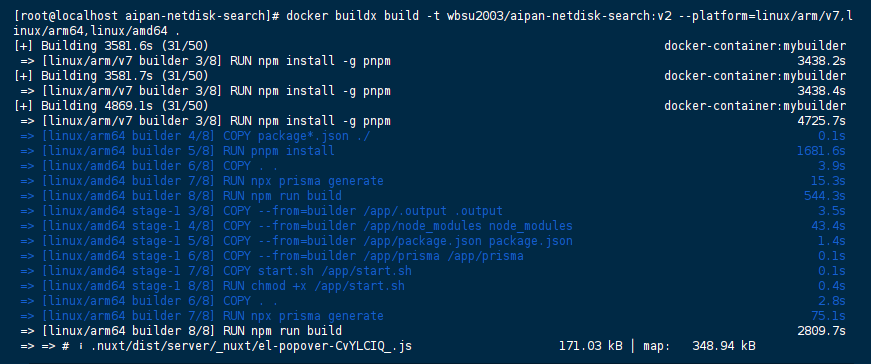 [root@localhost aipan-netdisk-search]# docker buildx build -t wbsu2003/aipan-netdisk-search:v2 --platform=linux/arm/v7,l
inux/arm64,linux/amd64 .
[+] Building 3581.6s (31/50) docker-container:mybuilder
=> [linux/arm/v7 builder 3/8] RUN npm install -g pnpm 3438.2s
[+] Building 3581.7s (31/50) docker-container:mybuilder
=> [linux/arm/v7 builder 3/8] RUN npm install -g pnpm 3438.4s
[+] Building 4869.1s (31/50) docker-container:mybuilder
=> [linux/arm/v7 builder 3/8] RUN npm install -g pnpm 4725.7s
=> [linux/arm64 builder 4/8] COPY package*.json ./ 0.1s
=> [linux/arm64 builder 5/8] RUN pnpm install 1681.6s
=> [linux/amd64 builder 6/8] COPY . . 3.9s
=> [linux/amd64 builder 7/8] RUN npx prisma generate 15.3s
=> [linux/amd64 builder 8/8] RUN npm run build 544.3s
=> [linux/amd64 stage-1 3/8] COPY --from=builder /app/.output .output 3.5s
=> [linux/amd64 stage-1 4/8] COPY --from=builder /app/node_modules node_modules 43.4s
=> [linux/amd64 stage-1 5/8] COPY --from=builder /app/package.json package.json 1.4s
=> [linux/amd64 stage-1 6/8] COPY --from=builder /app/prisma /app/prisma 0.1s
=> [linux/amd64 stage-1 7/8] COPY start.sh /app/start.sh 0.1s
=> [linux/amd64 stage-1 8/8] RUN chmod +x /app/start.sh 0.4s
=> [linux/arm64 builder 6/8] COPY . . 2.8s
=> [linux/arm64 builder 7/8] RUN npx prisma generate 75.1s
=> [linux/arm64 builder 8/8] RUN npm run build 2809.7s
=> => # ℹ .nuxt/dist/server/_nuxt/el-popover-CvYLCIQ_.js 171.03 kB │ map: 348.94 kB